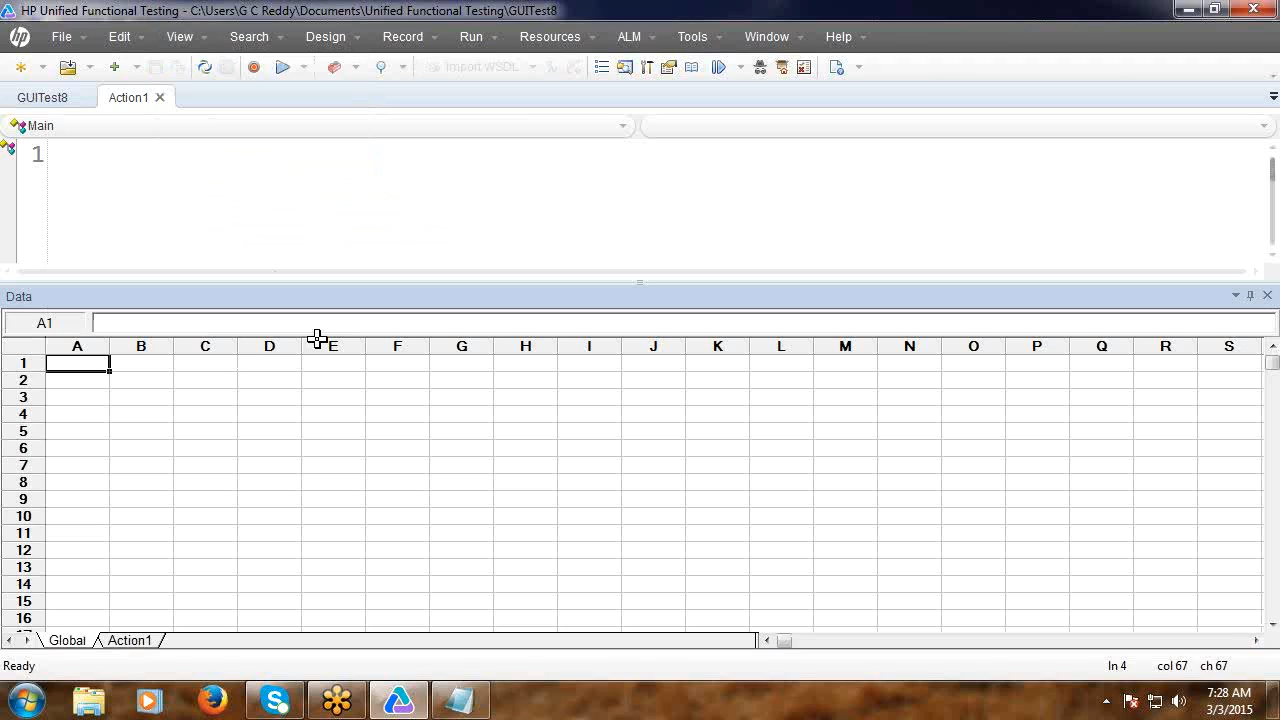 HP Unified Functional Testing - C:\Users\G C Reddy\Documents\Unified Functional Testing\GUITest8
hp File Edit View Search Design Record Run Resources ALM Tools Window Help
Import WSDL
GUITest8 Action1
Main
1
Data
A1
A B C D E F G H I J K L M N O P Q R S
1
2
3
4
5
6
7
8
9
10
11
12
13
14
15
16
Global Action1
Ready ln 4 col 67 ch 67
7:28 AM
3/3/2015